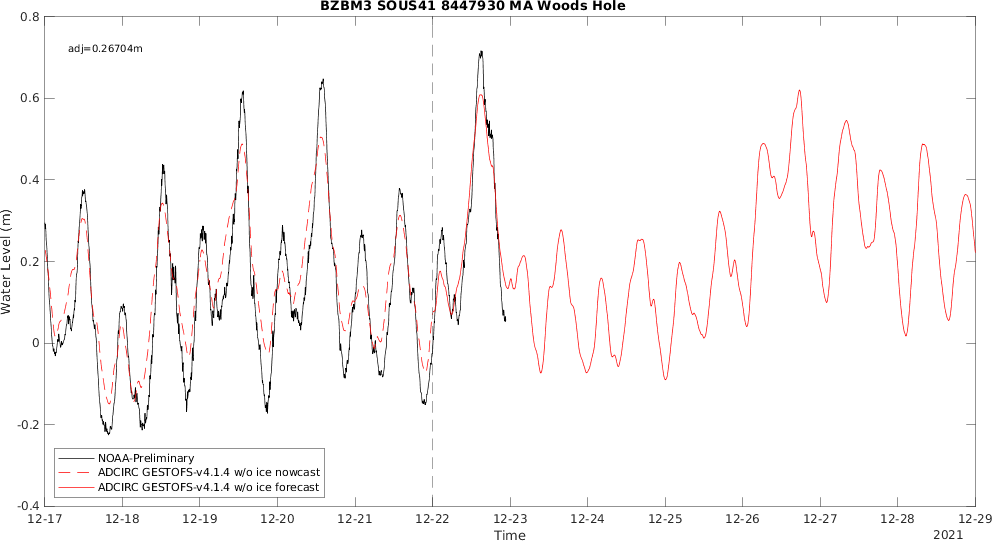 BZBM3 SOUS41 8447930 MA Woods Hole
adj=0.26704m
Water Level (m)
0.8
0.6
0.4
0.2
0
-0.2
-0.4
NOAA-Preliminary
ADCIRC GESTOFS-v4.1.4 w/o ice nowcast
ADCIRC GESTOFS-v4.1.4 w/o ice forecast
12-17 12-18 12-19 12-20 12-21 12-22 12-23 12-24 12-25 12-26 12-27 12-28 12-29
Time
2021